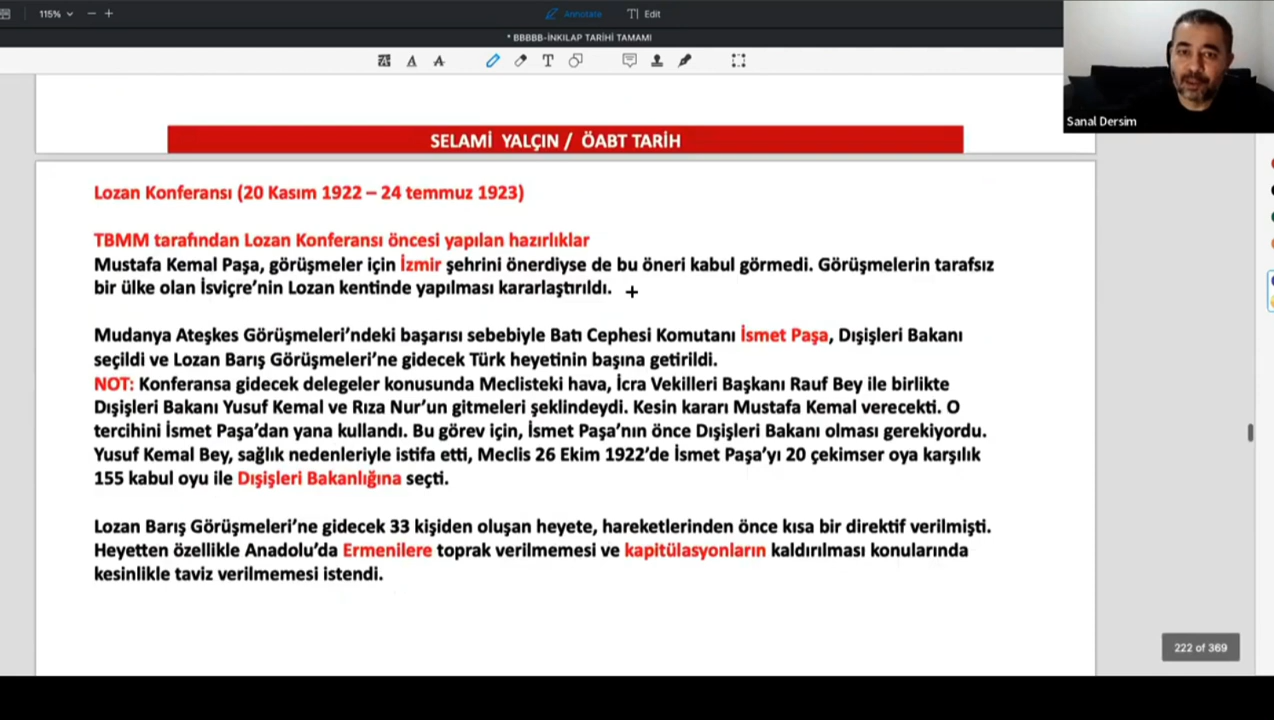 115%
Annotate
Edit
* BBBBB-İNKILAP TARİHİ TAMAMI
Sanal Dersim
SELAMİ YALÇIN / ÖABT TARİH
Lozan Konferansı (20 Kasım 1922 – 24 temmuz 1923)
TBMM tarafından Lozan Konferansı öncesi yapılan hazırlıklar
Mustafa Kemal Paşa, görüşmeler için İzmir şehrini önerdiyse de bu öneri kabul görmedi. Görüşmelerin tarafsız
bir ülke olan İsviçre'nin Lozan kentinde yapılması kararlaştırıldı.
Mudanya Ateşkes Görüşmeleri'ndeki başarısı sebebiyle Batı Cephesi Komutanı İsmet Paşa, Dışişleri Bakanı
seçildi ve Lozan Barış Görüşmeleri'ne gidecek Türk heyetinin başına getirildi.
NOT: Konferansa gidecek delegeler konusunda Meclisteki hava, İcra Vekilleri Başkanı Rauf Bey ile birlikte
Dışişleri Bakanı Yusuf Kemal ve Rıza Nur'un gitmeleri şeklindeydi. Kesin kararı Mustafa Kemal verecekti. O
tercihini İsmet Paşa'dan yana kullandı. Bu görev için, İsmet Paşa'nın önce Dışişleri Bakanı olması gerekiyordu.
Yusuf Kemal Bey, sağlık nedenleriyle istifa etti, Meclis 26 Ekim 1922'de İsmet Paşa'yı 20 çekimser oya karşılık
155 kabul oyu ile Dışişleri Bakanlığına seçti.
Lozan Barış Görüşmeleri'ne gidecek 33 kişiden oluşan heyete, hareketlerinden önce kısa bir direktif verilmişti.
Heyetten özellikle Anadolu'da Ermenilere toprak verilmemesi ve kapitülasyonların kaldırılması konularında
kesinlikle taviz verilmemesi istendi.
222 of 369